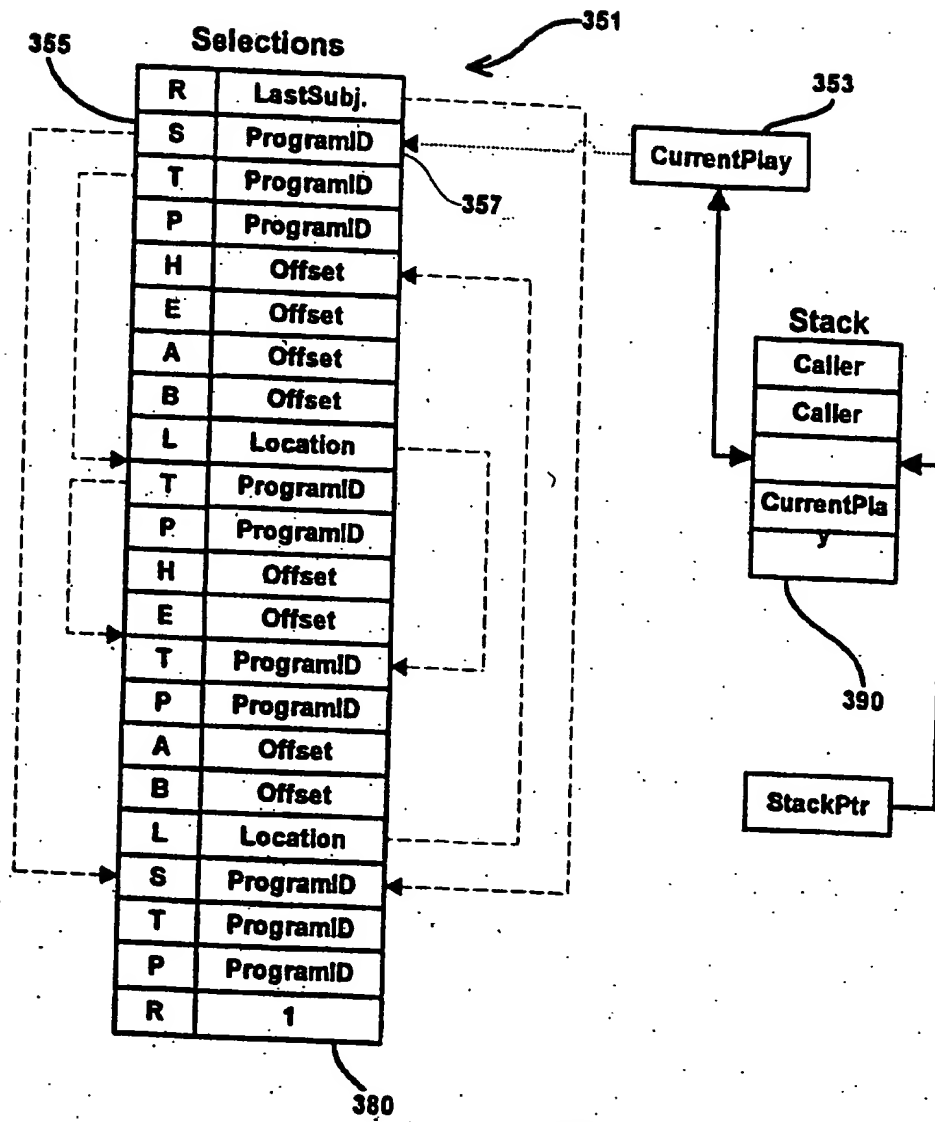 351
355
Selections
353
R LastSubj.
S ProgramID
CurrentPlay
T ProgramID
357
P ProgramID
H Offset
E Offset
Stack
A Offset
Caller
B Offset
Caller
L Location
T ProgramID
CurrentPla
y
P ProgramID
H Offset
E Offset
T ProgramID
390
P ProgramID
A Offset
B Offset
StackPtr
L Location
S ProgramID
T ProgramID
P ProgramID
R 1
380